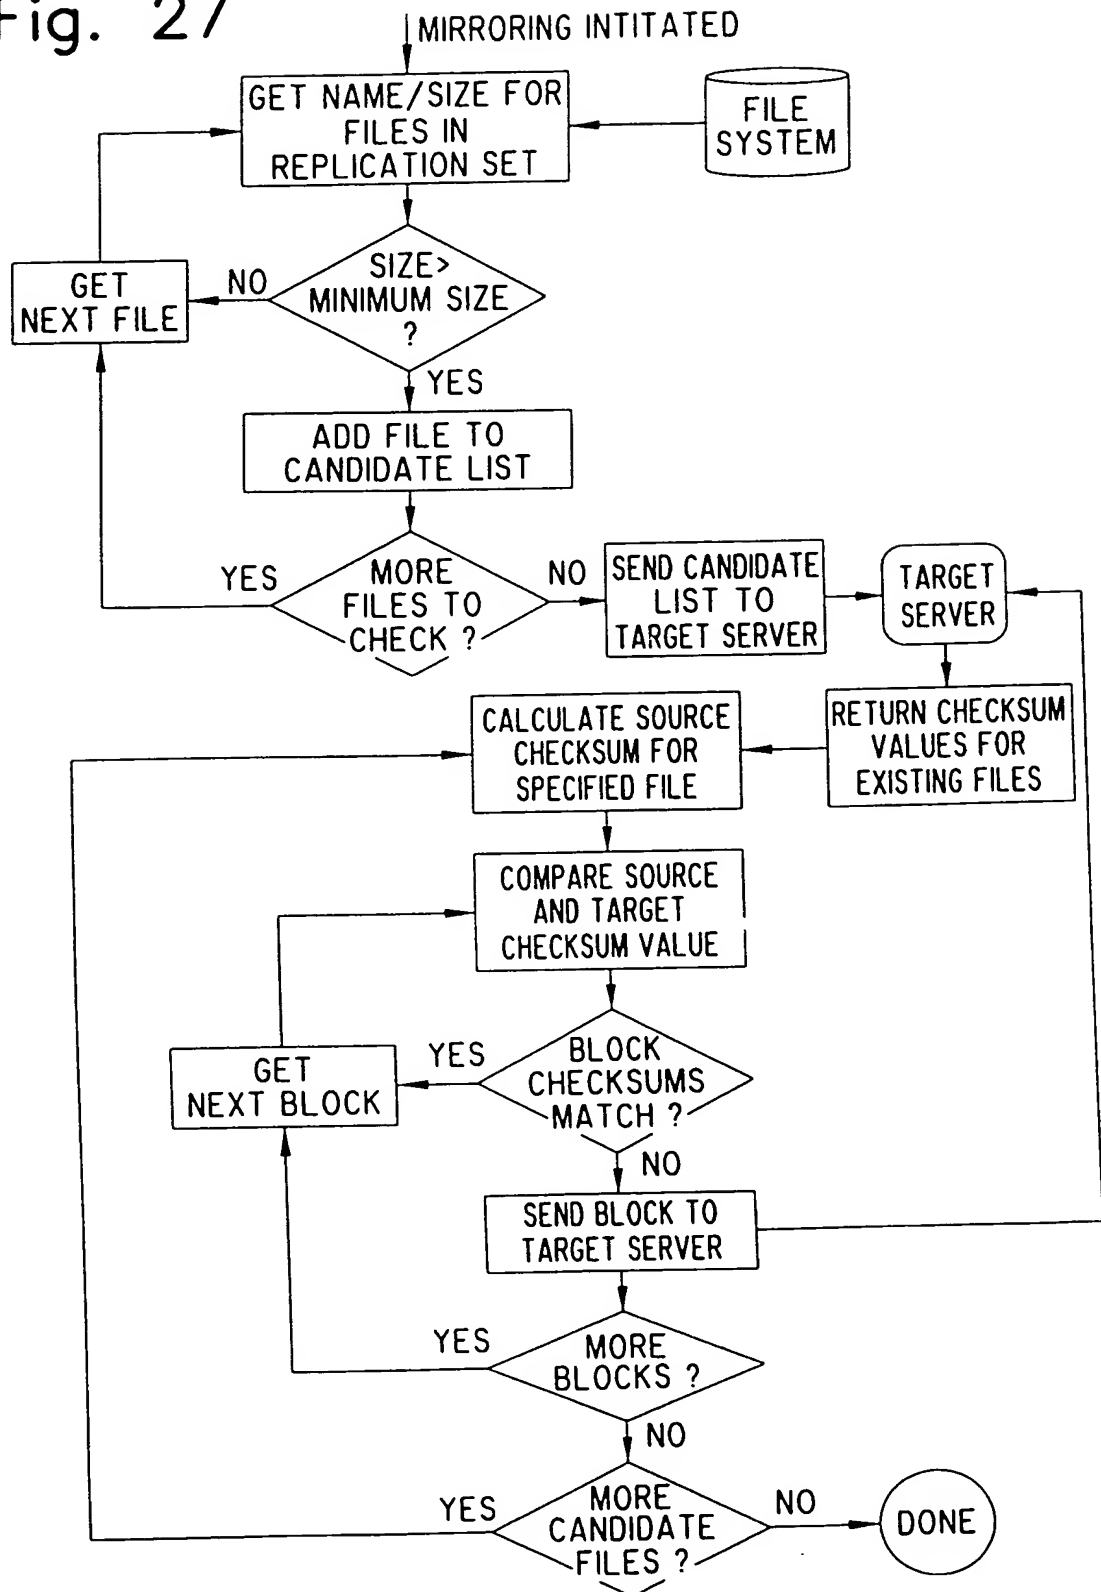 Fig. 27
MIRRORING INTITATED
GET NAME/SIZE FOR
FILES IN
REPLICATION SET
FILE
SYSTEM
SIZE>
MINIMUM SIZE
?
NO
GET
NEXT FILE
YES
ADD FILE TO
CANDIDATE LIST
MORE
FILES TO
CHECK ?
YES
NO
SEND CANDIDATE
LIST TO
TARGET SERVER
TARGET
SERVER
RETURN CHECKSUM
VALUES FOR
EXISTING FILES
CALCULATE SOURCE
CHECKSUM FOR
SPECIFIED FILE
COMPARE SOURCE
AND TARGET
CHECKSUM VALUE
BLOCK
CHECKSUMS
MATCH ?
YES
GET
NEXT BLOCK
NO
SEND BLOCK TO
TARGET SERVER
MORE
BLOCKS ?
YES
NO
MORE
CANDIDATE
FILES ?
YES
NO
DONE